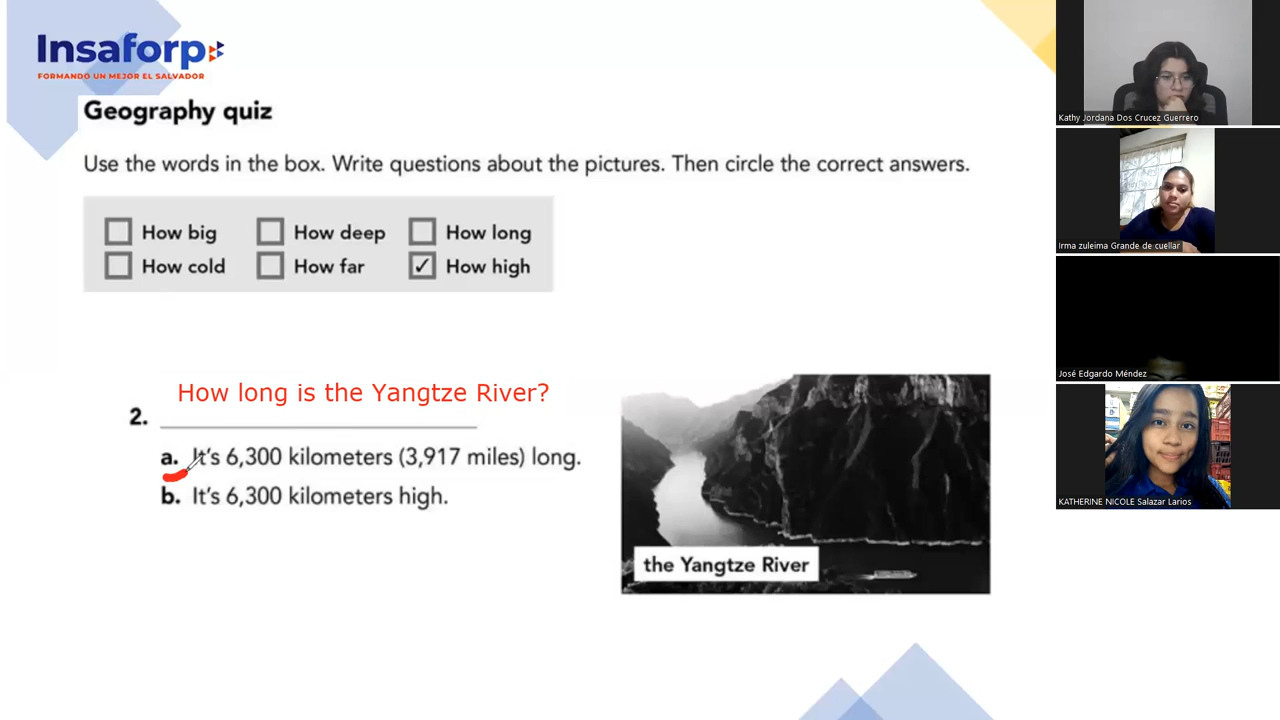 Insaforp
FORMANDO UN MEJOR EL SALVADOR
Geography quiz
Use the words in the box. Write questions about the pictures. Then circle the correct answers.
How big
How deep
How long
How cold
How far
✓ How high
How long is the Yangtze River?
2.
a. It's 6,300 kilometers (3,917 miles) long.
b. It's 6,300 kilometers high.
the Yangtze River
Kathy Jordana Dos Crucez Guerrero
Irma zuleima Grande de cuellar
José Edgardo Méndez
KATHERINE NICOLE Salazar Larios